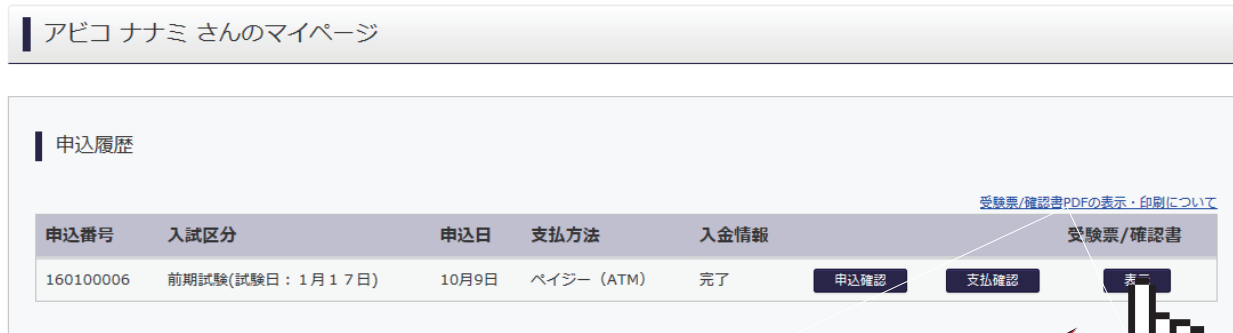 アビコ ナナミ さんのマイページ
申込履歴
受験票/確認書PDFの表示・印刷について
申込番号 入試区分 申込日 支払方法 入金情報 受験票/確認書
160100006 前期試験(試験日：1月17日) 10月9日 ペイジー（ATM） 完了 申込確認 支払確認 表示